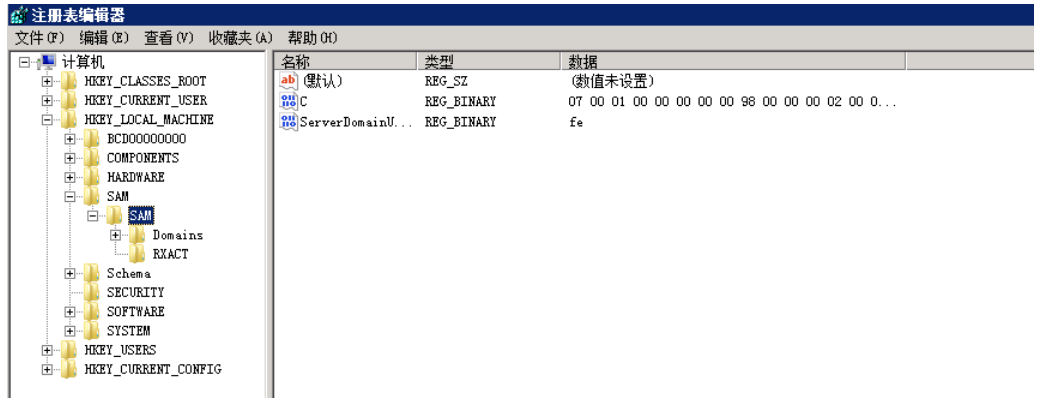 注册表编辑器
文件(F) 编辑(E) 查看(V) 收藏夹(A) 帮助(H)
计算机
HKEY_CLASSES_ROOT
HKEY_CURRENT_USER
HKEY_LOCAL_MACHINE
BCD00000000
COMPONENTS
HARDWARE
SAM
SAM
Domains
RXACT
Schema
SECURITY
SOFTWARE
SYSTEM
HKEY_USERS
HKEY_CURRENT_CONFIG
名称 类型 数据
(默认) REG_SZ (数值未设置)
C REG_BINARY 07 00 01 00 00 00 00 00 98 00 00 00 02 00 0...
ServerDomainU... REG_BINARY fe